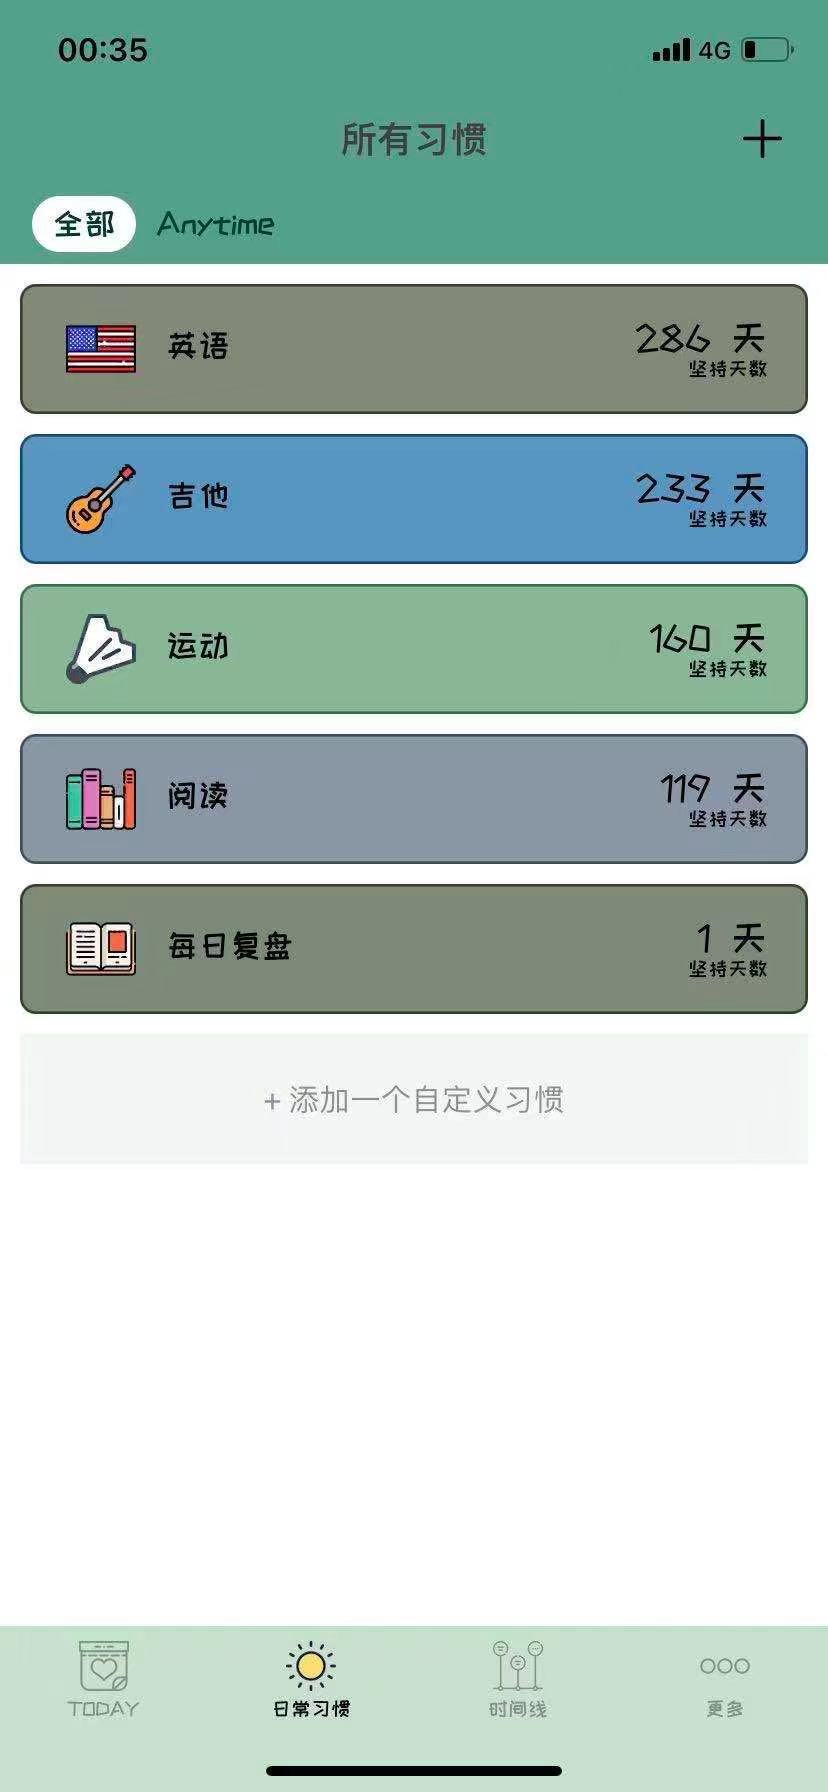 00:35 4G
所有习惯
全部 Anytime
英语 286 天
坚持天数
吉他 233 天
坚持天数
运动 160 天
坚持天数
阅读 119 天
坚持天数
每日复盘 1 天
坚持天数
+ 添加一个自定义习惯
TODAY 日常习惯 时间线 更多